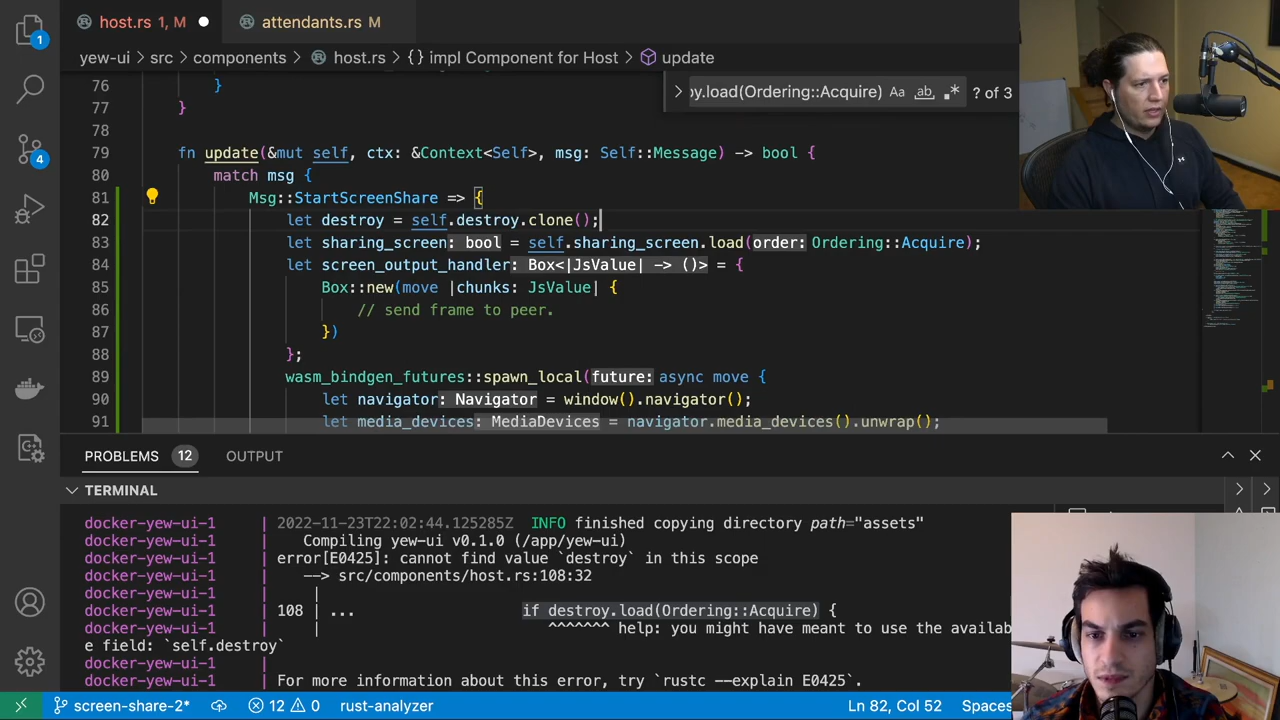 host.rs 1, M
attendants.rs M
yew-ui > src > components > host.rs > {} impl Component for Host > update
76 }
77 }
78
79 fn update(&mut self, ctx: &Context<Self>, msg: Self::Message) -> bool {
80 match msg {
81 Msg::StartScreenShare => {
82 let destroy = self.destroy.clone();
83 let sharing_screen: bool = self.sharing_screen.load(order: Ordering::Acquire);
84 let screen_output_handler: Box<|JsValue| -> ()> = {
85 Box::new(move |chunks: JsValue| {
86 // send frame to peer.
87 })
88 };
89 wasm_bindgen_futures::spawn_local(future: async move {
90 let navigator: Navigator = window().navigator();
91 let media_devices: MediaDevices = navigator.media_devices().unwrap();
y.load(Ordering::Acquire) Aa ab .* ? of 3
1
4
PROBLEMS 12 OUTPUT
TERMINAL
docker-yew-ui-1 | 2022-11-23T22:02:44.125285Z INFO finished copying directory path="assets"
docker-yew-ui-1 | Compiling yew-ui v0.1.0 (/app/yew-ui)
docker-yew-ui-1 | error[E0425]: cannot find value `destroy` in this scope
docker-yew-ui-1 | --> src/components/host.rs:108:32
docker-yew-ui-1 | |
docker-yew-ui-1 | 108 | ... if destroy.load(Ordering::Acquire) {
docker-yew-ui-1 | | ^^^^^^^ help: you might have meant to use the availab
e field: `self.destroy`
docker-yew-ui-1 | |
docker-yew-ui-1 | For more information about this error, try `rustc --explain E0425`.
screen-share-2* 12 0 rust-analyzer Ln 82, Col 52 Spaces